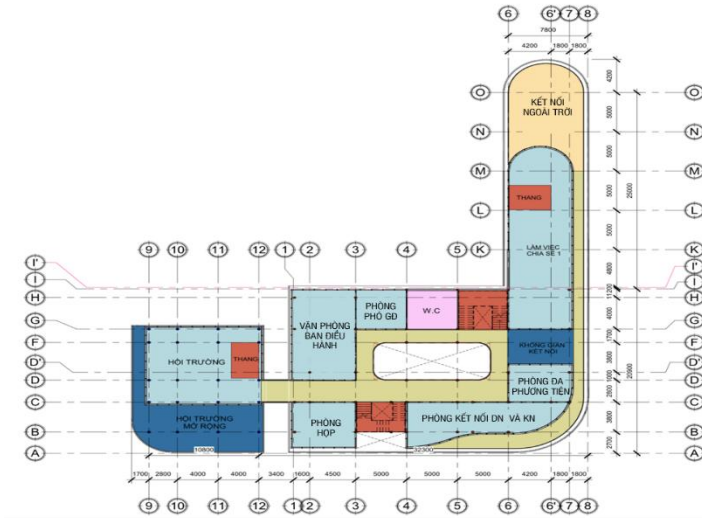 6 6' 7 8
7800
4200 1800 1800
4200
O O
KẾT NỐI
NGOÀI TRỜI
5000
N N
5000
M M
5000
25000
THANG
L L
5000
9 10 11 12 1 2 3 4 5 K K
LÀM VIỆC
CHIA SẺ 1
4800
I' I'
I I
1200
H H
PHÒNG
PHÓ GĐ
W.C
4000
VĂN PHÒNG
BAN ĐIỀU
HÀNH
G G
1700
F F
KHÔNG GIAN
KẾT NỐI
HỘI TRƯỜNG
THANG
D' D'
1000
D D
PHÒNG ĐA
PHƯƠNG TIỆN
2800
C C
HỘI TRƯỜNG
MỞ RỘNG
PHÒNG
HỌP
PHÒNG KẾT NỐI DN VÀ KN
3800
B B
2700
A 10800 32300 A
1700 2800 4000 4000 3400 1600 4500 5000 5000 5000 4200 1800 1800
9 10 11 12 1 2 3 4 5 6 6' 7 8